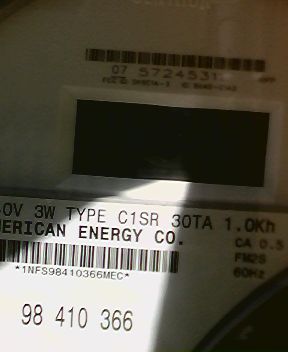 07 5724531
0V 3W TYPE C1SR 30TA 1.0Kh
MERICAN ENERGY CO.
CA 0.5
FM2S
60Hz
*1NFS98410366MEC*
98 410 366